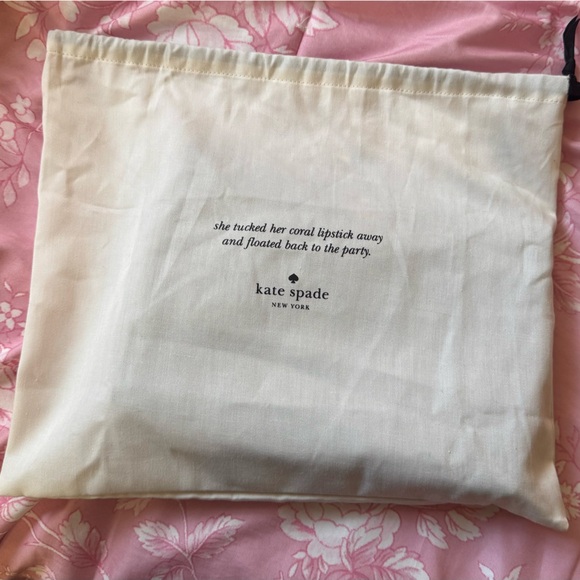 she tucked her coral lipstick away
and floated back to the party.
kate spade
NEW YORK